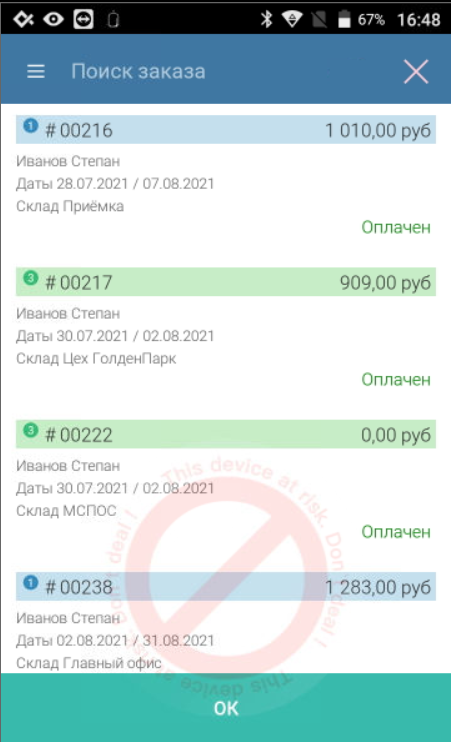 67% 16:48
Поиск заказа
1 # 00216 1 010,00 руб
Иванов Степан
Даты 28.07.2021 / 07.08.2021
Склад Приёмка
Оплачен
3 # 00217 909,00 руб
Иванов Степан
Даты 30.07.2021 / 02.08.2021
Склад Цех ГолденПарк
Оплачен
3 # 00222 0,00 руб
Иванов Степан
Даты 30.07.2021 / 02.08.2021
Склад МСПОС
Оплачен
1 # 00238 1 283,00 руб
Иванов Степан
Даты 02.08.2021 / 31.08.2021
Склад Главный офис
ОК
This device at risk. Don't deal !
This device at risk. Don't deal !